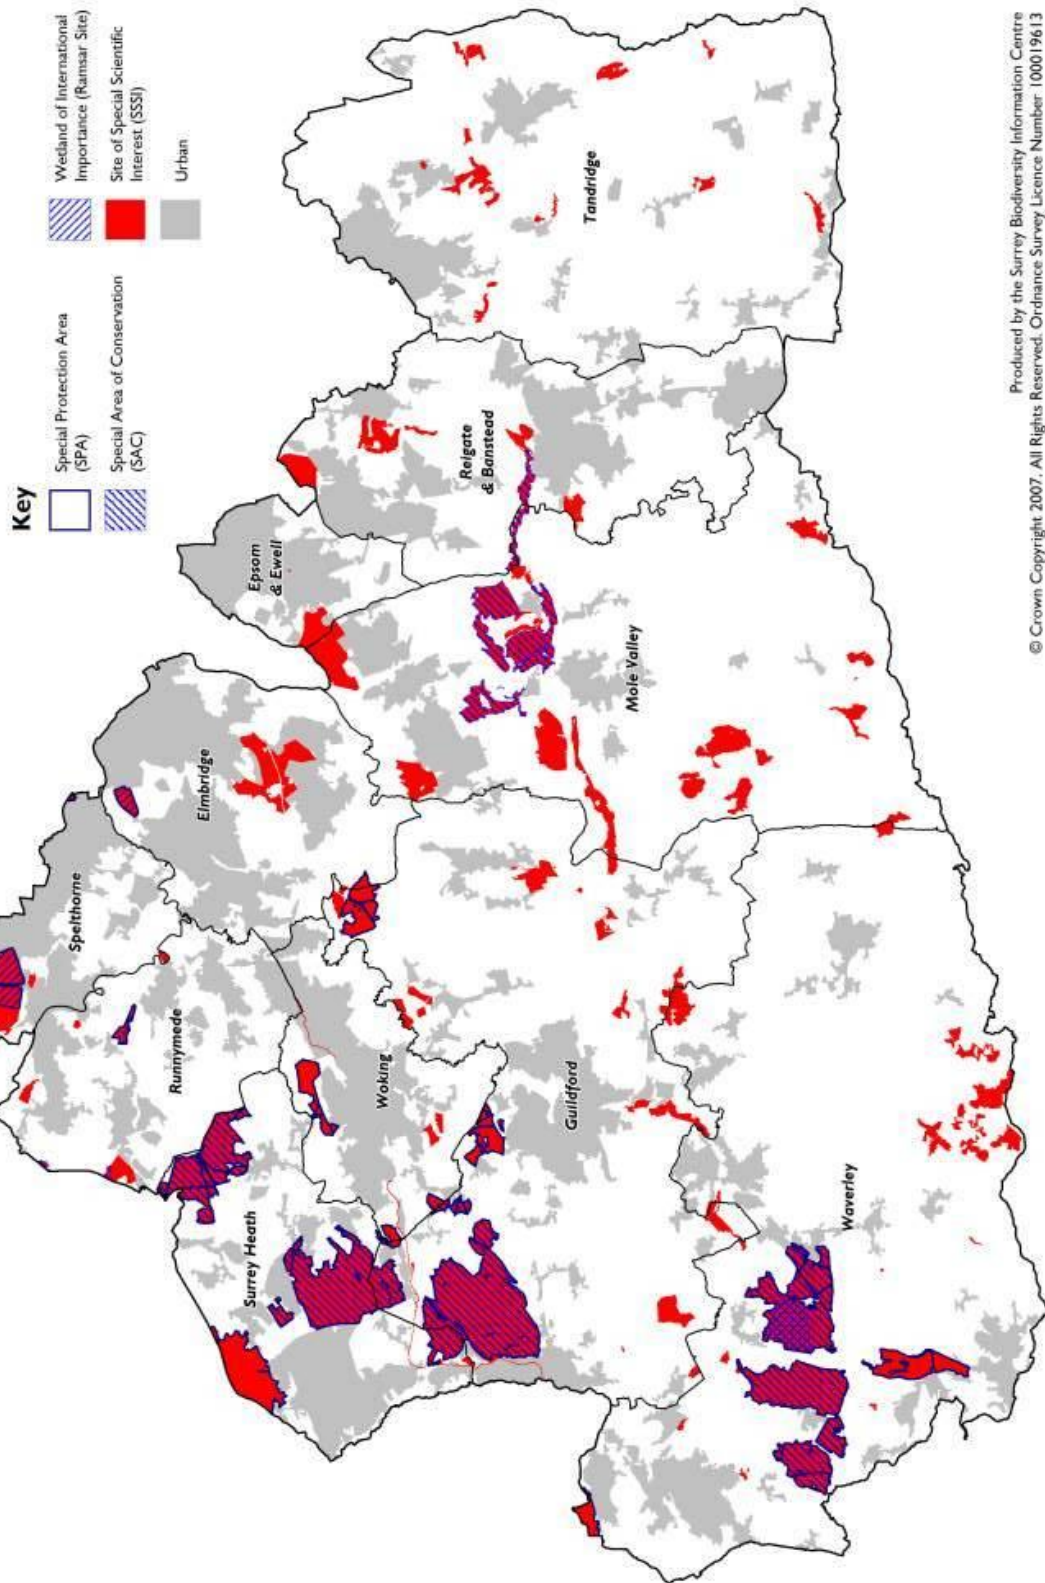 Key
Special Protection Area
(SPA)
Special Area of Conservation
(SAC)
Wetland of International
Importance (Ramsar Site)
Site of Special Scientific
Interest (SSSI)
Urban
Spelthorne
Runnymede
Elmbridge
Epsom
& Ewell
Surrey Heath
Woking
Reigate
& Banstead
Tandridge
Guildford
Mole Valley
Waverley
Produced by the Surrey Biodiversity Information Centre
© Crown Copyright 2007. All Rights Reserved. Ordnance Survey Licence Number 100019613